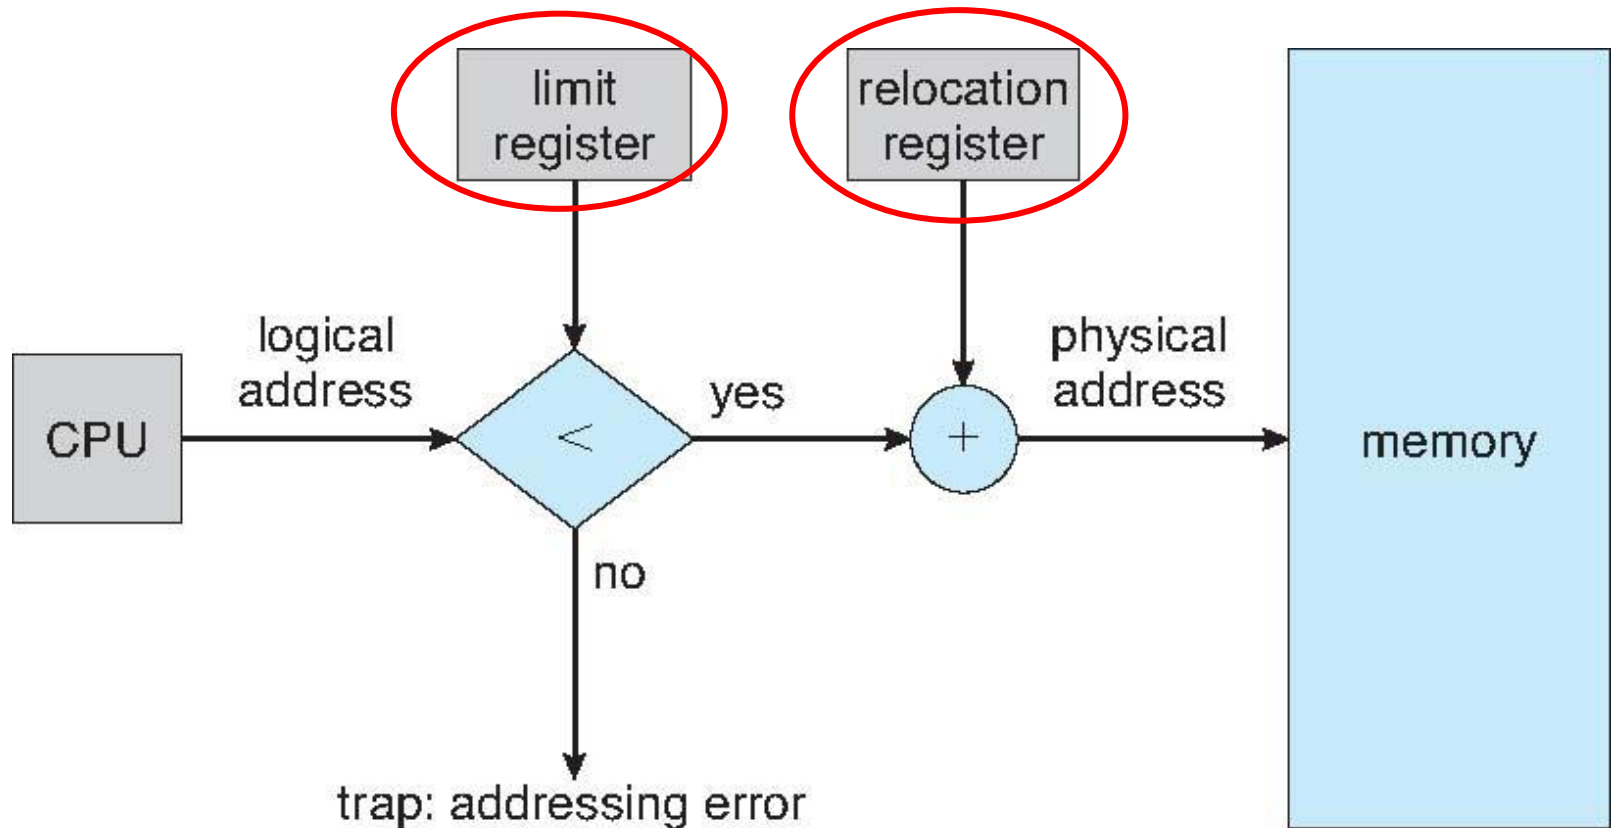 limit
register
relocation
register
logical
address
yes
physical
address
CPU
<
+
memory
no
trap: addressing error